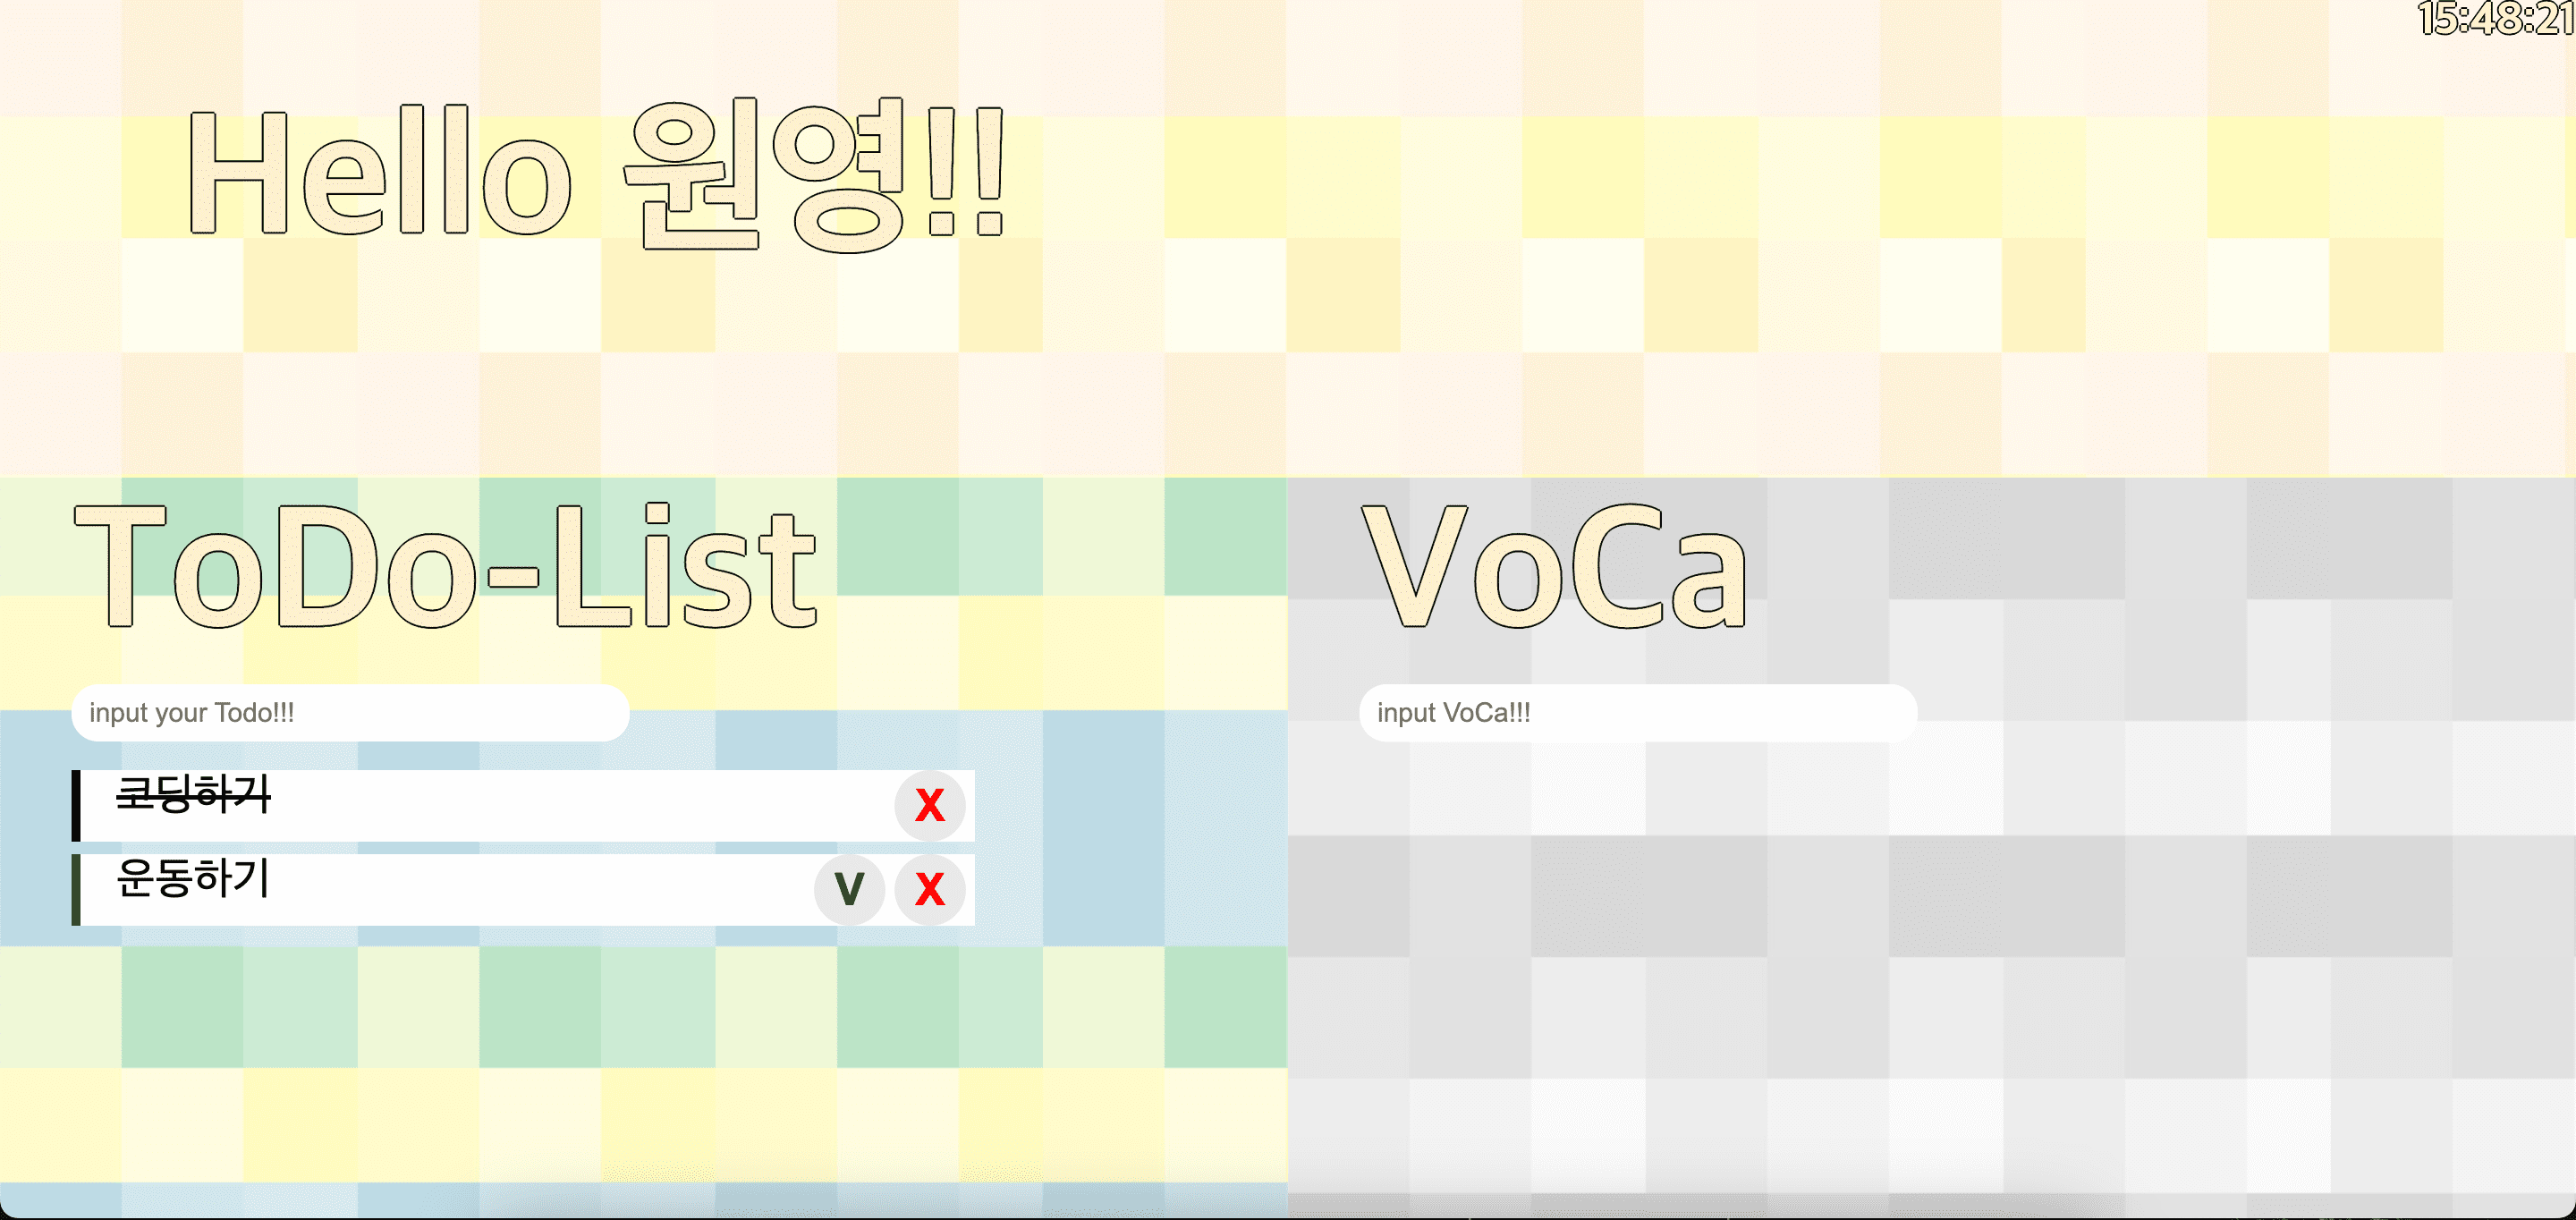 15:48:21
Hello 원영!!
ToDo-List
input your Todo!!!
코딩하기
X
운동하기
V X
VoCa
input VoCa!!!